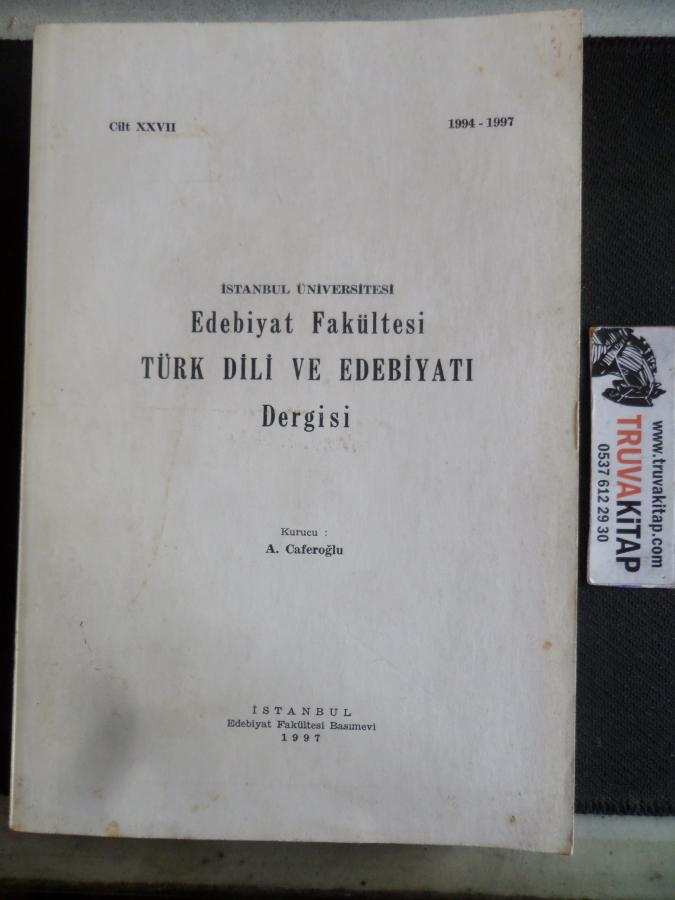 Cilt XXVII
1994 - 1997
İSTANBUL ÜNİVERSİTESİ
Edebiyat Fakültesi
TÜRK DİLİ VE EDEBİYATI
Dergisi
Kurucu :
A. Caferoğlu
İSTANBUL
Edebiyat Fakültesi Basımevi
1997
www.truvakitap.com
TRUVAKİTAP
0537 612 29 30